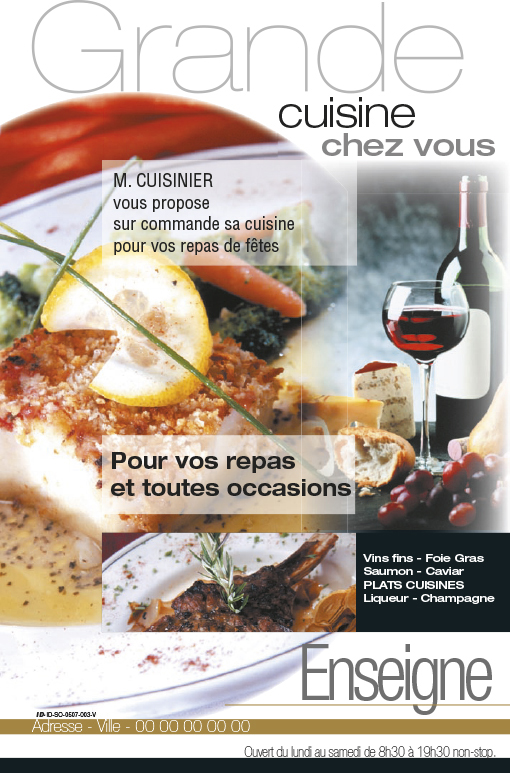 Grande
cuisine
chez vous
M. CUISINIER
vous propose
sur commande sa cuisine
pour vos repas de fêtes
Pour vos repas
et toutes occasions
Vins fins - Foie Gras
Saumon - Caviar
PLATS CUISINES
Liqueur - Champagne
Enseigne
ID-SO-0507-003-V
Adresse - Ville - 00 00 00 00 00
Ouvert du lundi au samedi de 8h30 à 19h30 non-stop.